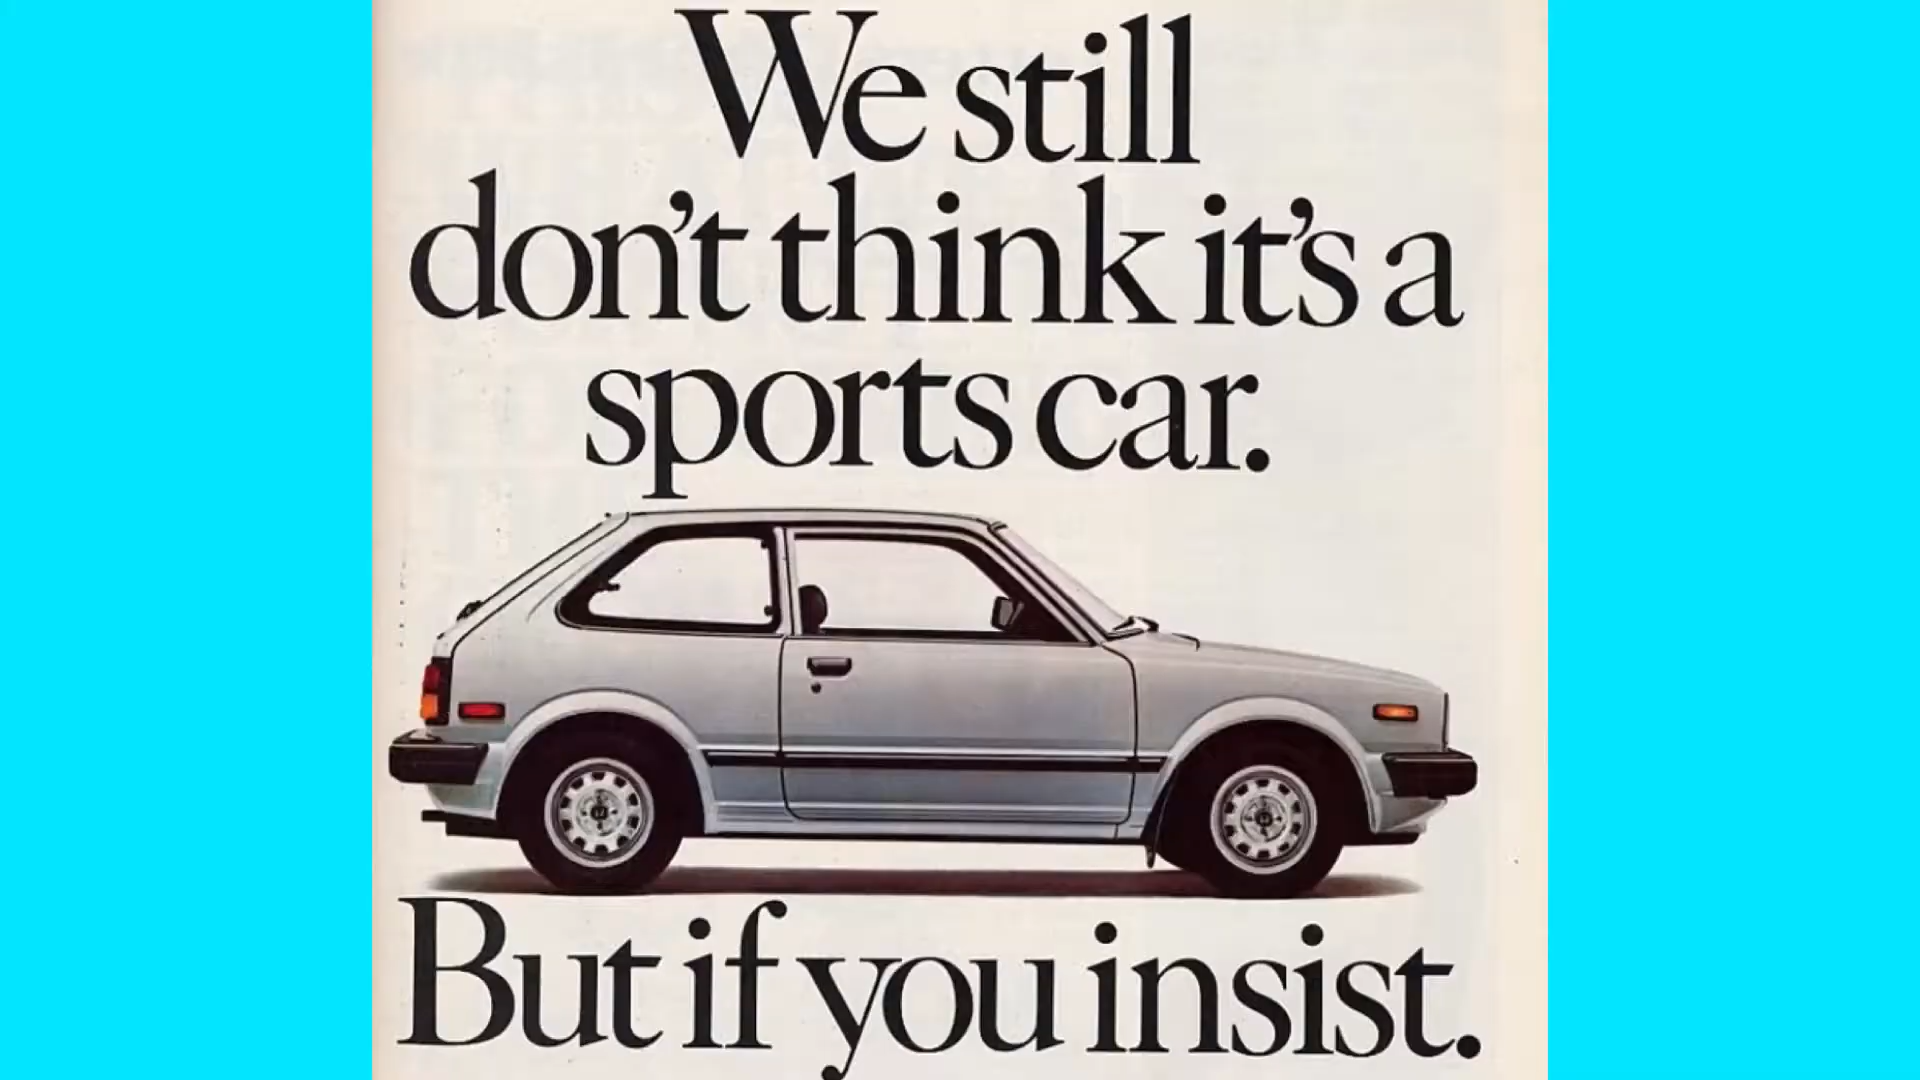 We still
don't think it's a
sports car.
But if you insist.